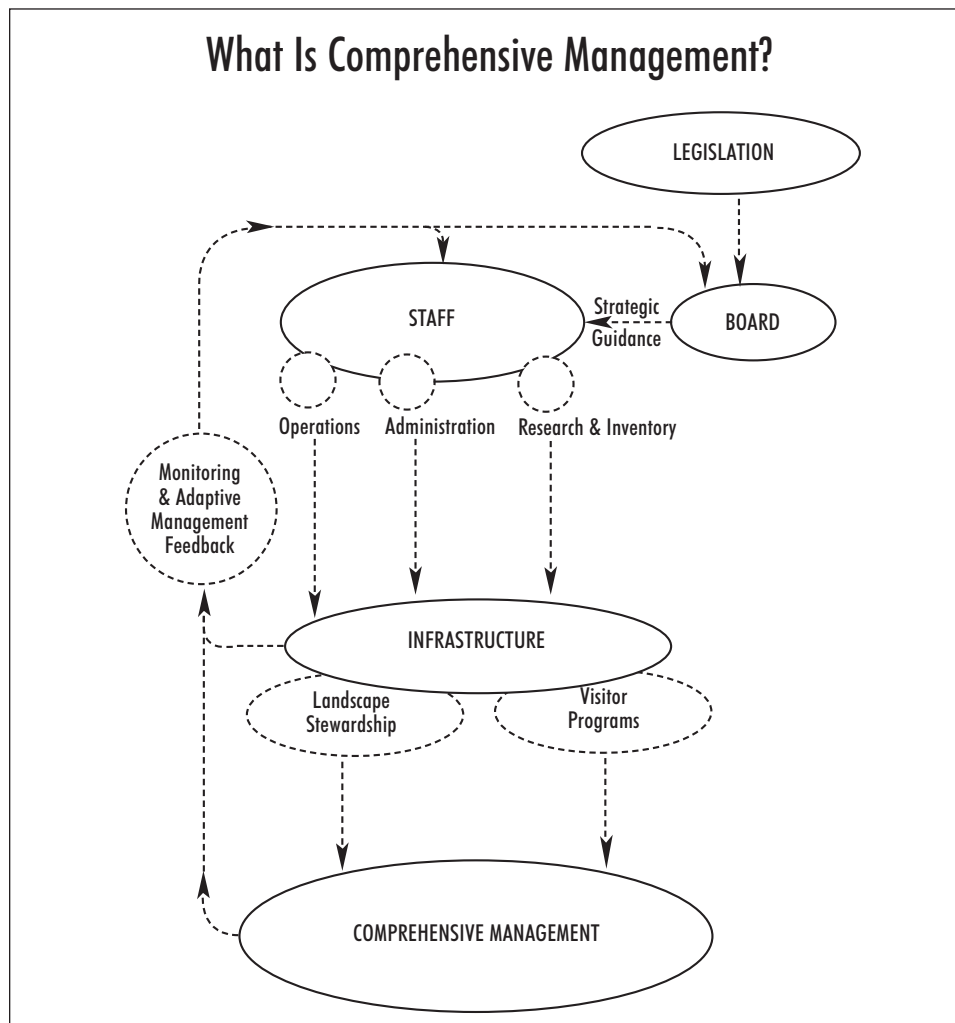 What Is Comprehensive Management?
LEGISLATION
STAFF
Strategic
Guidance
BOARD
Operations
Administration
Research & Inventory
Monitoring
& Adaptive
Management
Feedback
INFRASTRUCTURE
Landscape
Stewardship
Visitor
Programs
COMPREHENSIVE MANAGEMENT